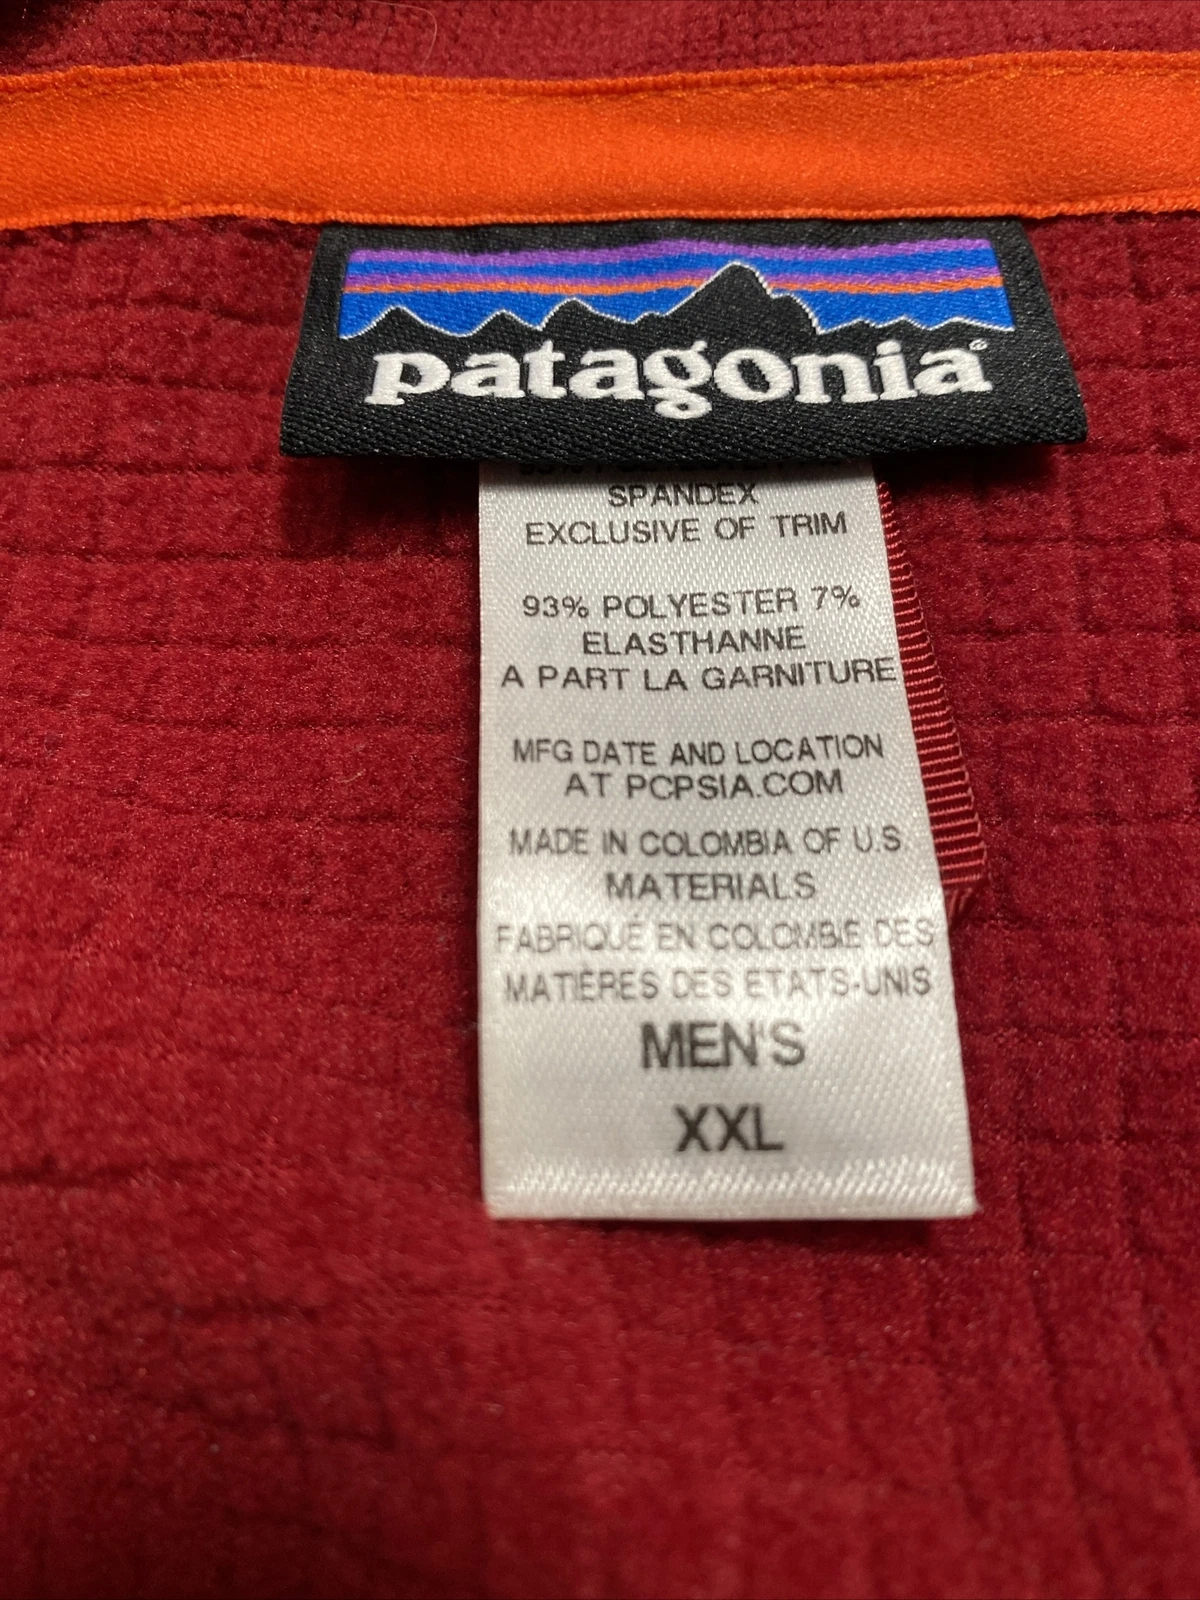 patagonia®
SPANDEX
EXCLUSIVE OF TRIM
93% POLYESTER 7%
ELASTHANNE
A PART LA GARNITURE
MFG DATE AND LOCATION
AT PCPSIA.COM
MADE IN COLOMBIA OF U.S
MATERIALS
FABRIQUÉ EN COLOMBIE DES
MATIÈRES DES ETATS-UNIS
MEN'S
XXL